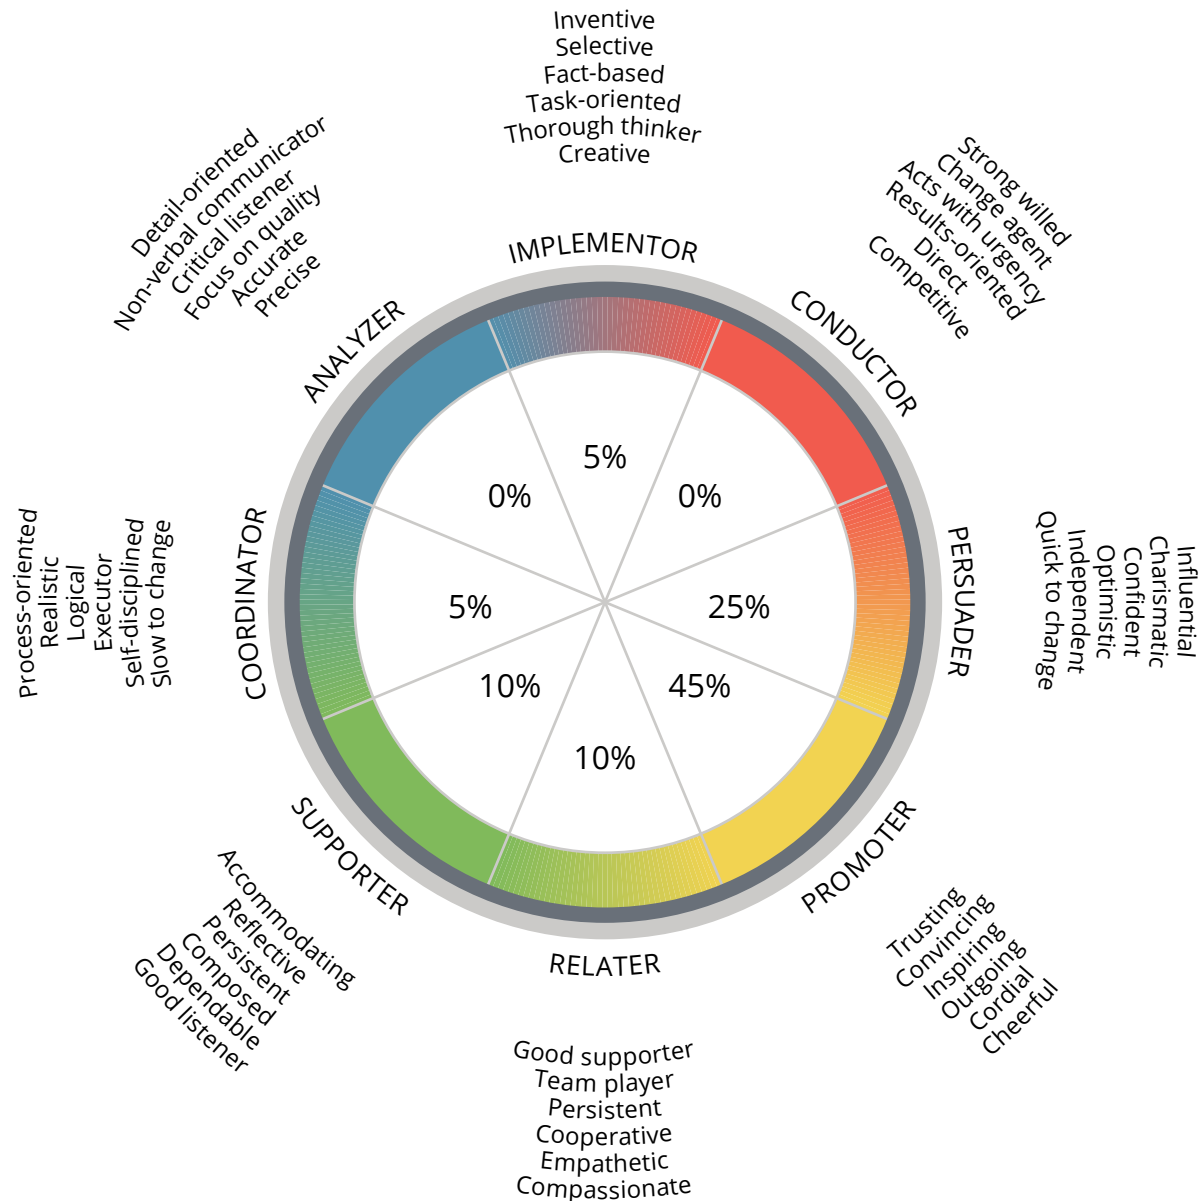 Inventive
Selective
Fact-based
Task-oriented
Thorough thinker
Creative
IMPLEMENTOR
5%
Strong willed
Change agent
Acts with urgency
Results-oriented
Direct
Competitive
CONDUCTOR
0%
Influential
Charismatic
Confident
Optimistic
Independent
Quick to change
PERSUADER
25%
PROMOTER
45%
Trusting
Convincing
Inspiring
Outgoing
Cordial
Cheerful
RELATER
10%
Good supporter
Team player
Persistent
Cooperative
Empathetic
Compassionate
SUPPORTER
10%
Accommodating
Reflective
Persistent
Composed
Dependable
Good listener
COORDINATOR
5%
Process-oriented
Realistic
Logical
Executor
Self-disciplined
Slow to change
ANALYZER
0%
Detail-oriented
Non-verbal communicator
Critical listener
Focus on quality
Accurate
Precise